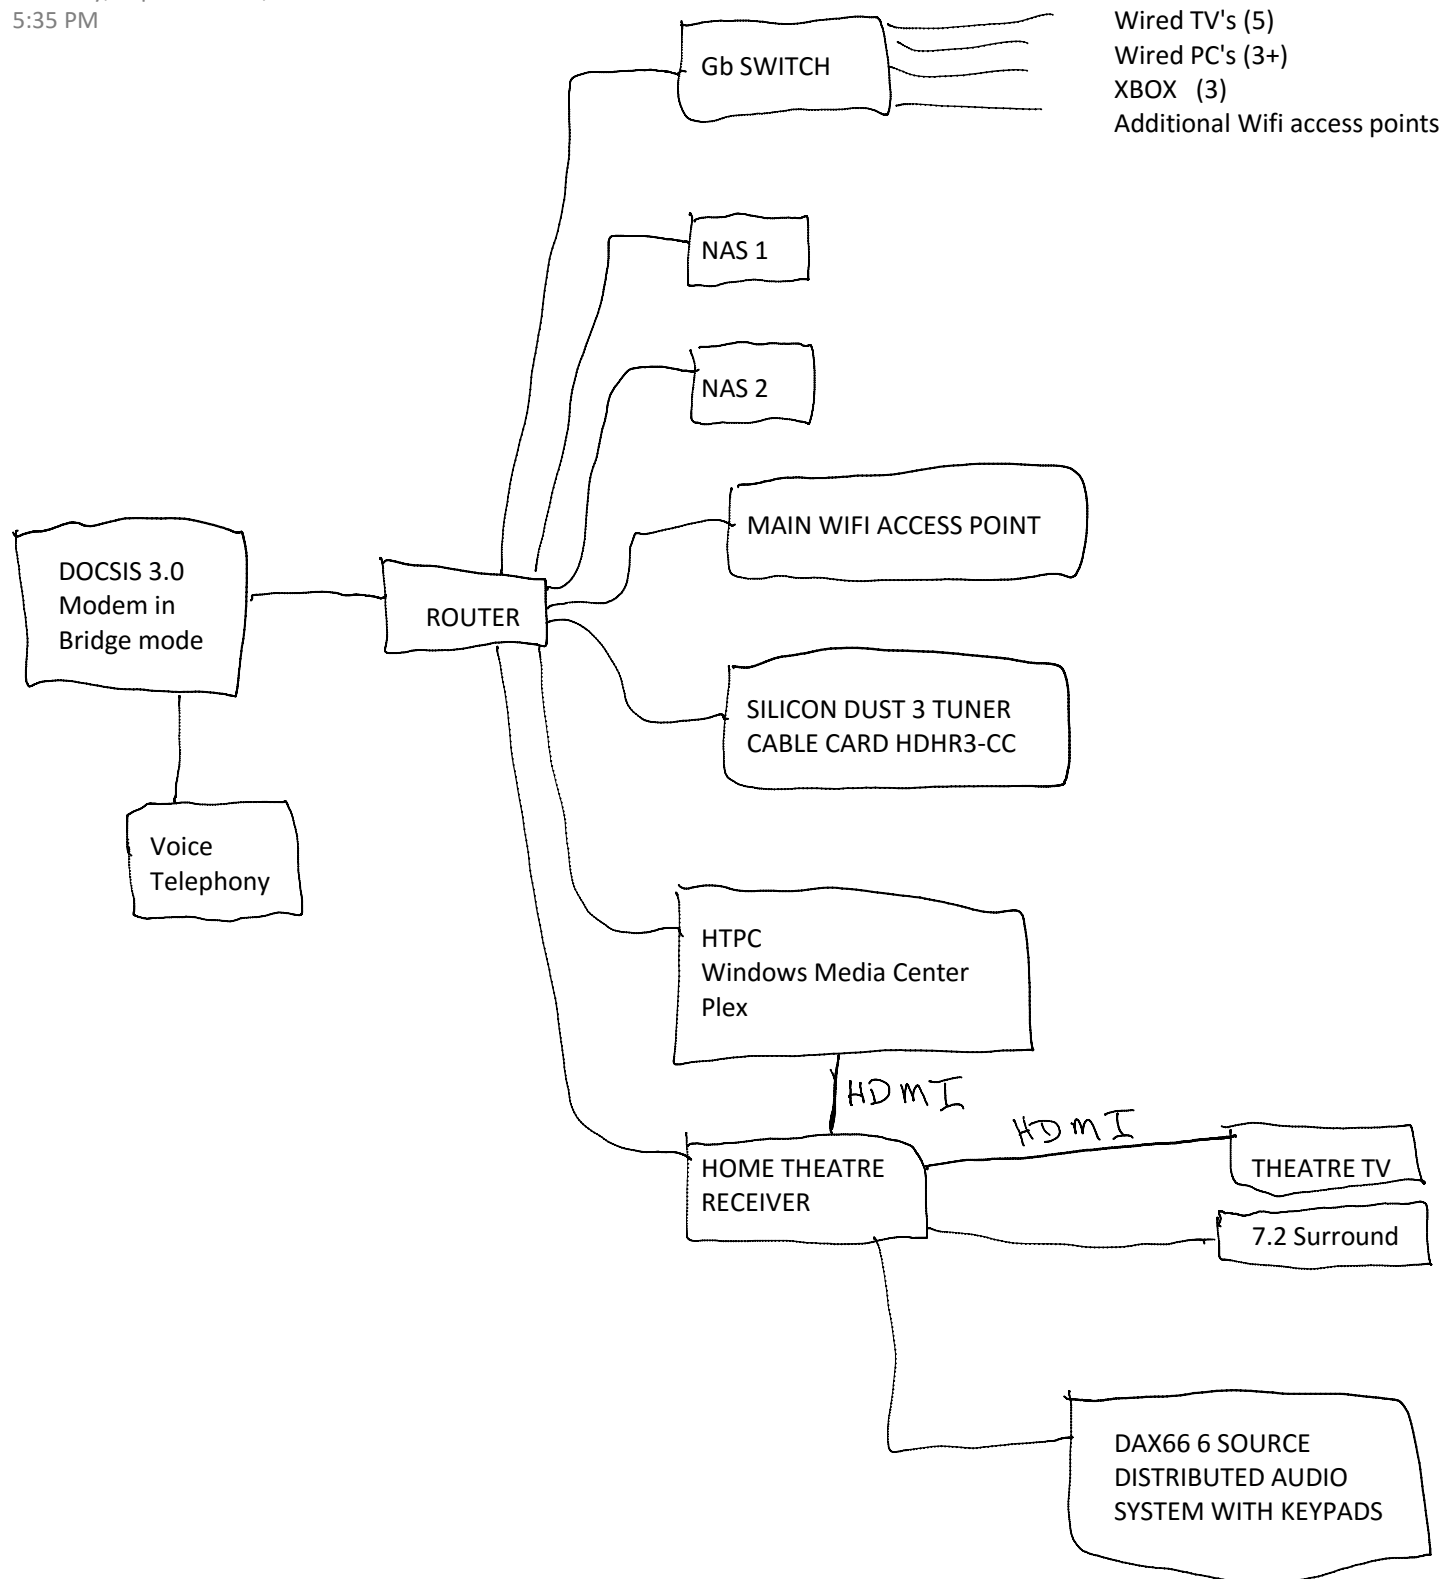 5:35 PM
Wired TV's (5)
Wired PC's (3+)
XBOX (3)
Additional Wifi access points
Gb SWITCH
NAS 1
NAS 2
MAIN WIFI ACCESS POINT
DOCSIS 3.0
Modem in
Bridge mode
ROUTER
SILICON DUST 3 TUNER
CABLE CARD HDHR3-CC
Voice
Telephony
HTPC
Windows Media Center
Plex
HDMI
HDMI
HOME THEATRE
RECEIVER
THEATRE TV
7.2 Surround
DAX66 6 SOURCE
DISTRIBUTED AUDIO
SYSTEM WITH KEYPADS